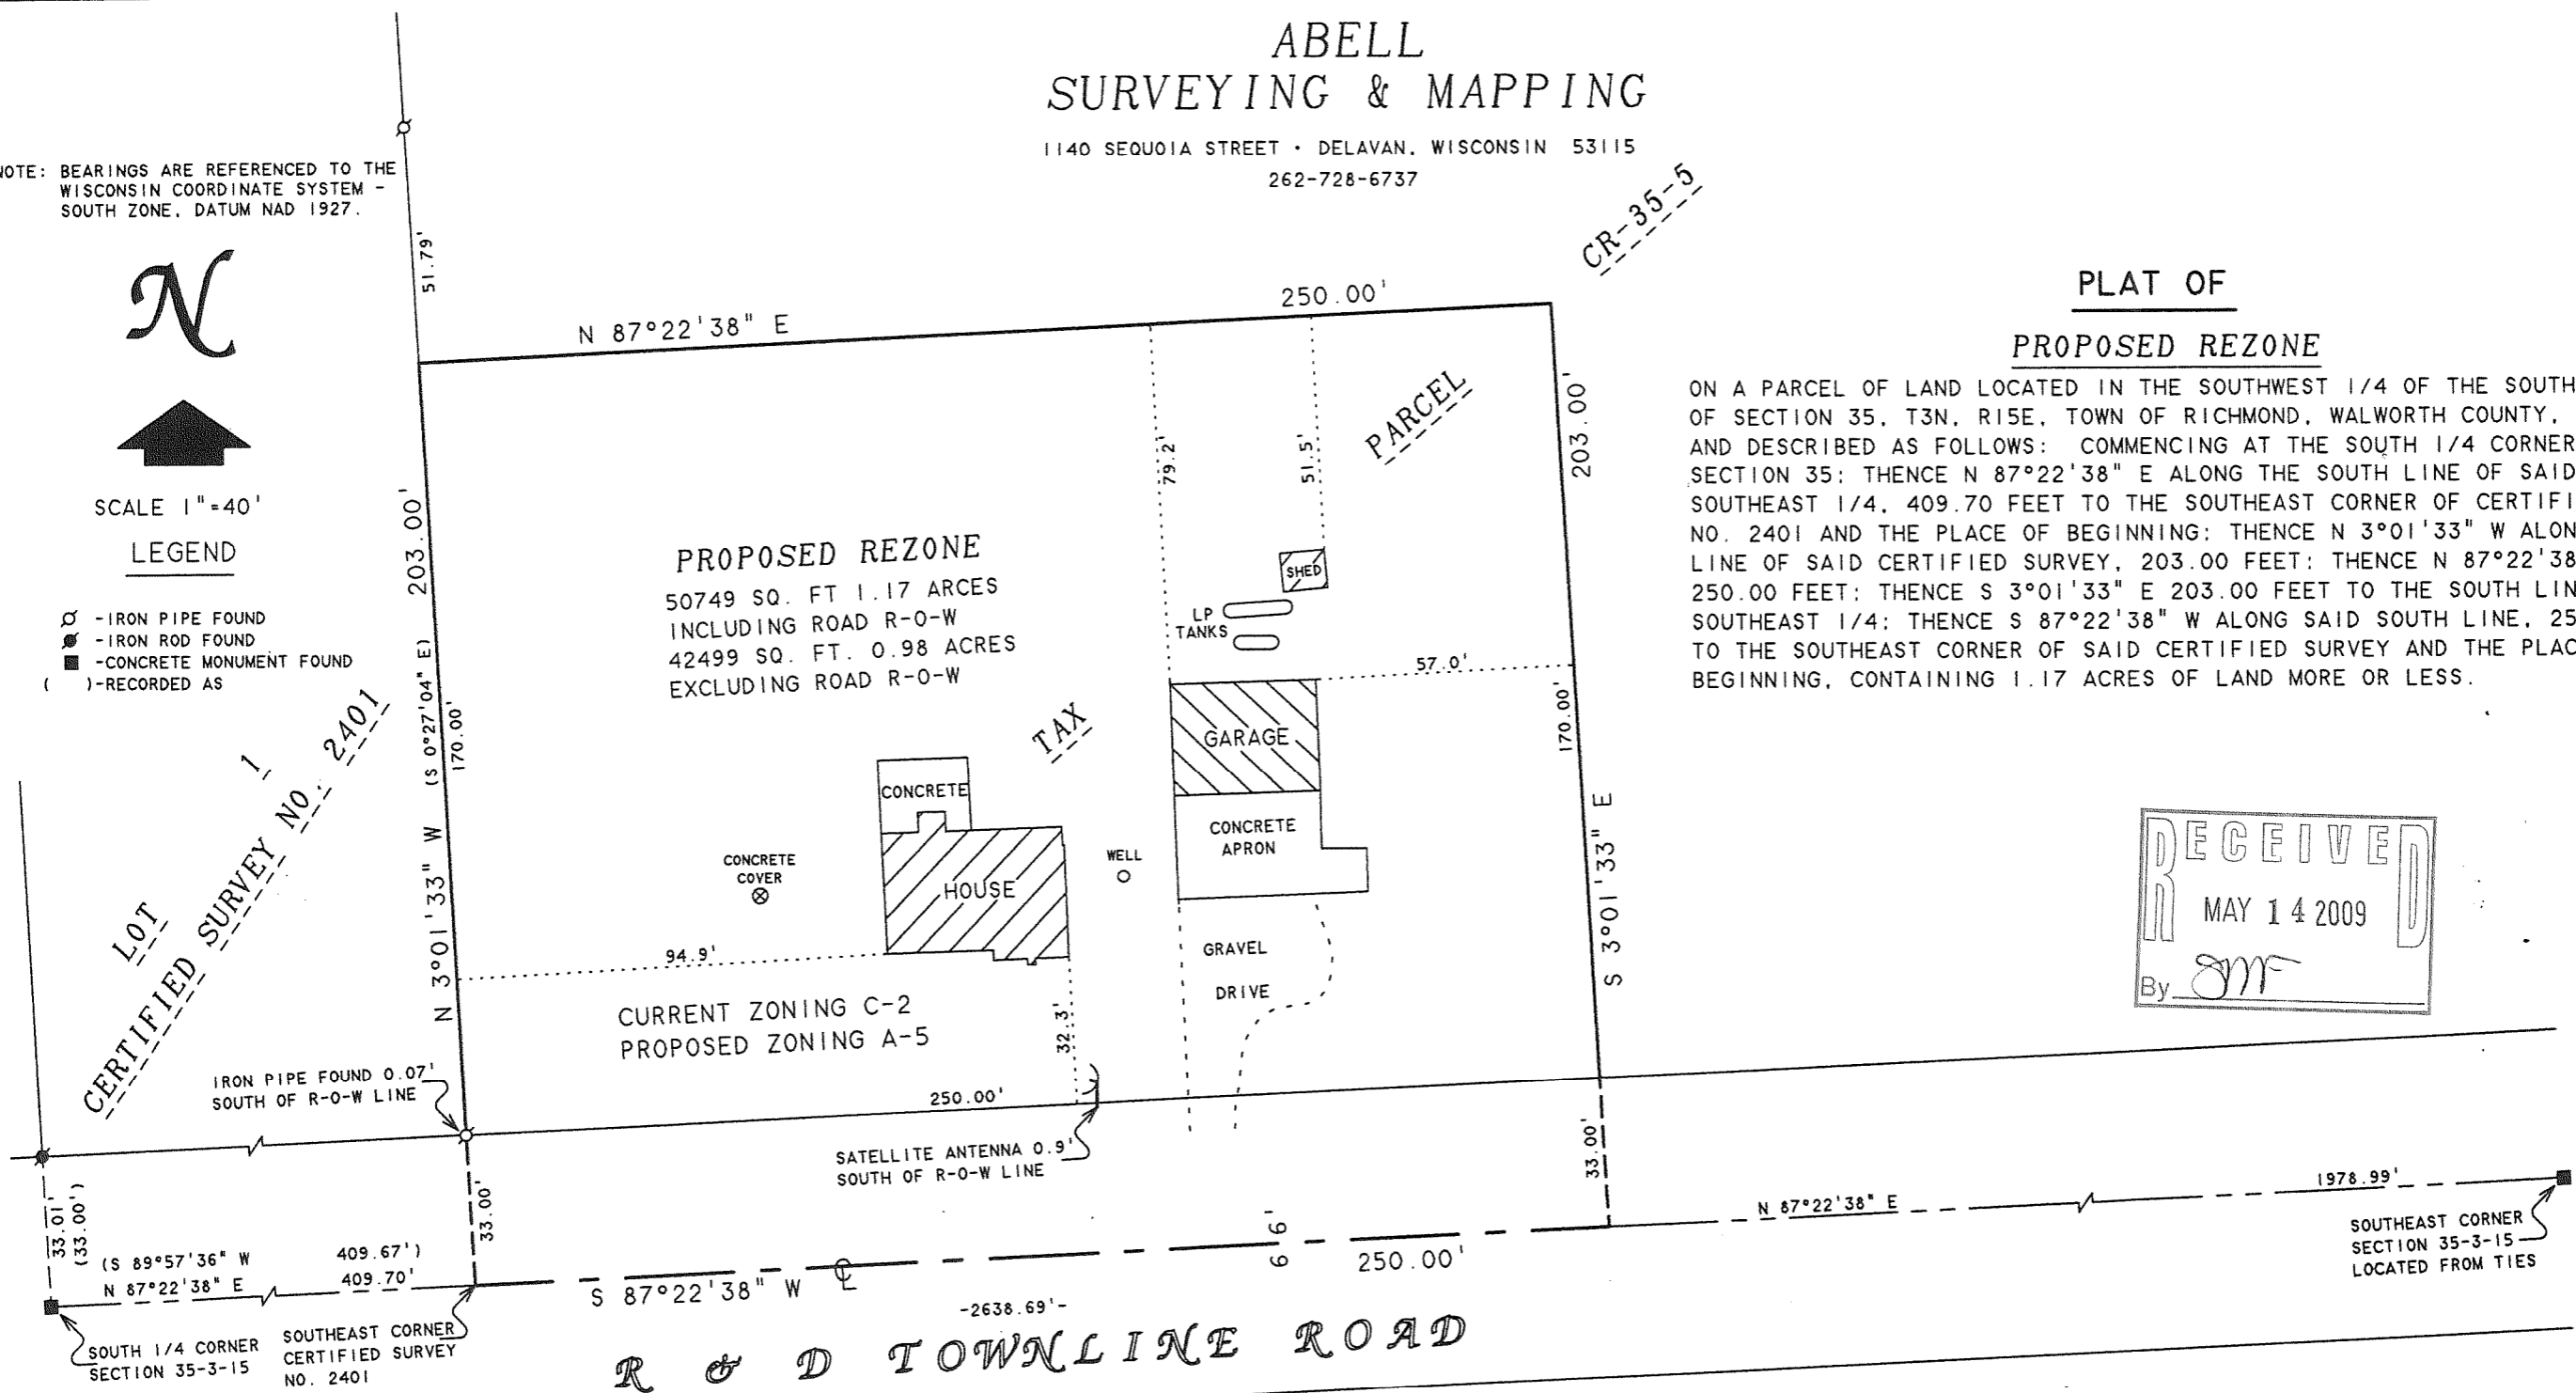 ABELL
SURVEYING & MAPPING
1140 SEQUOIA STREET · DELAVAN, WISCONSIN 53115
262-728-6737
NOTE: BEARINGS ARE REFERENCED TO THE
WISCONSIN COORDINATE SYSTEM -
SOUTH ZONE, DATUM NAD 1927.
N
SCALE 1"=40'
LEGEND
-IRON PIPE FOUND
-IRON ROD FOUND
-CONCRETE MONUMENT FOUND
( )-RECORDED AS
PLAT OF
PROPOSED REZONE
ON A PARCEL OF LAND LOCATED IN THE SOUTHWEST 1/4 OF THE SOUTH
OF SECTION 35, T3N, R15E, TOWN OF RICHMOND, WALWORTH COUNTY,
AND DESCRIBED AS FOLLOWS: COMMENCING AT THE SOUTH 1/4 CORNER
SECTION 35; THENCE N 87°22'38" E ALONG THE SOUTH LINE OF SAID
SOUTHEAST 1/4, 409.70 FEET TO THE SOUTHEAST CORNER OF CERTIFI
NO. 2401 AND THE PLACE OF BEGINNING; THENCE N 3°01'33" W ALON
LINE OF SAID CERTIFIED SURVEY, 203.00 FEET; THENCE N 87°22'38
250.00 FEET; THENCE S 3°01'33" E 203.00 FEET TO THE SOUTH LIN
SOUTHEAST 1/4; THENCE S 87°22'38" W ALONG SAID SOUTH LINE, 25
TO THE SOUTHEAST CORNER OF SAID CERTIFIED SURVEY AND THE PLAC
BEGINNING, CONTAINING 1.17 ACRES OF LAND MORE OR LESS.
RECEIVED
MAY 14 2009
By SMF
51.79'
N 87°22'38" E
250.00'
TAX
PARCEL
CR-35-5
203.00'
203.00'
79.2'
51.5'
SHED
LP
TANKS
57.0'
PROPOSED REZONE
50749 SQ. FT 1.17 ARCES
INCLUDING ROAD R-O-W
42499 SQ. FT. 0.98 ACRES
EXCLUDING ROAD R-O-W
(S 0°27'04" E)
170.00'
N 3°01'33" W
170.00'
S 3°01'33" E
GARAGE
CONCRETE
APRON
CONCRETE
HOUSE
CONCRETE
COVER
WELL
GRAVEL
DRIVE
94.9'
32.3'
CURRENT ZONING C-2
PROPOSED ZONING A-5
LOT 1
CERTIFIED SURVEY NO. 2401
IRON PIPE FOUND 0.07'
SOUTH OF R-O-W LINE
250.00'
SATELLITE ANTENNA 0.9'
SOUTH OF R-O-W LINE
33.01'
(33.00')
33.00'
33.00'
(S 89°57'36" W 409.67')
N 87°22'38" E 409.70'
S 87°22'38" W
66'
250.00'
N 87°22'38" E
1978.99'
-2638.69'-
SOUTH 1/4 CORNER
SECTION 35-3-15
SOUTHEAST CORNER
CERTIFIED SURVEY
NO. 2401
SOUTHEAST CORNER
SECTION 35-3-15
LOCATED FROM TIES
R & D TOWNLINE ROAD